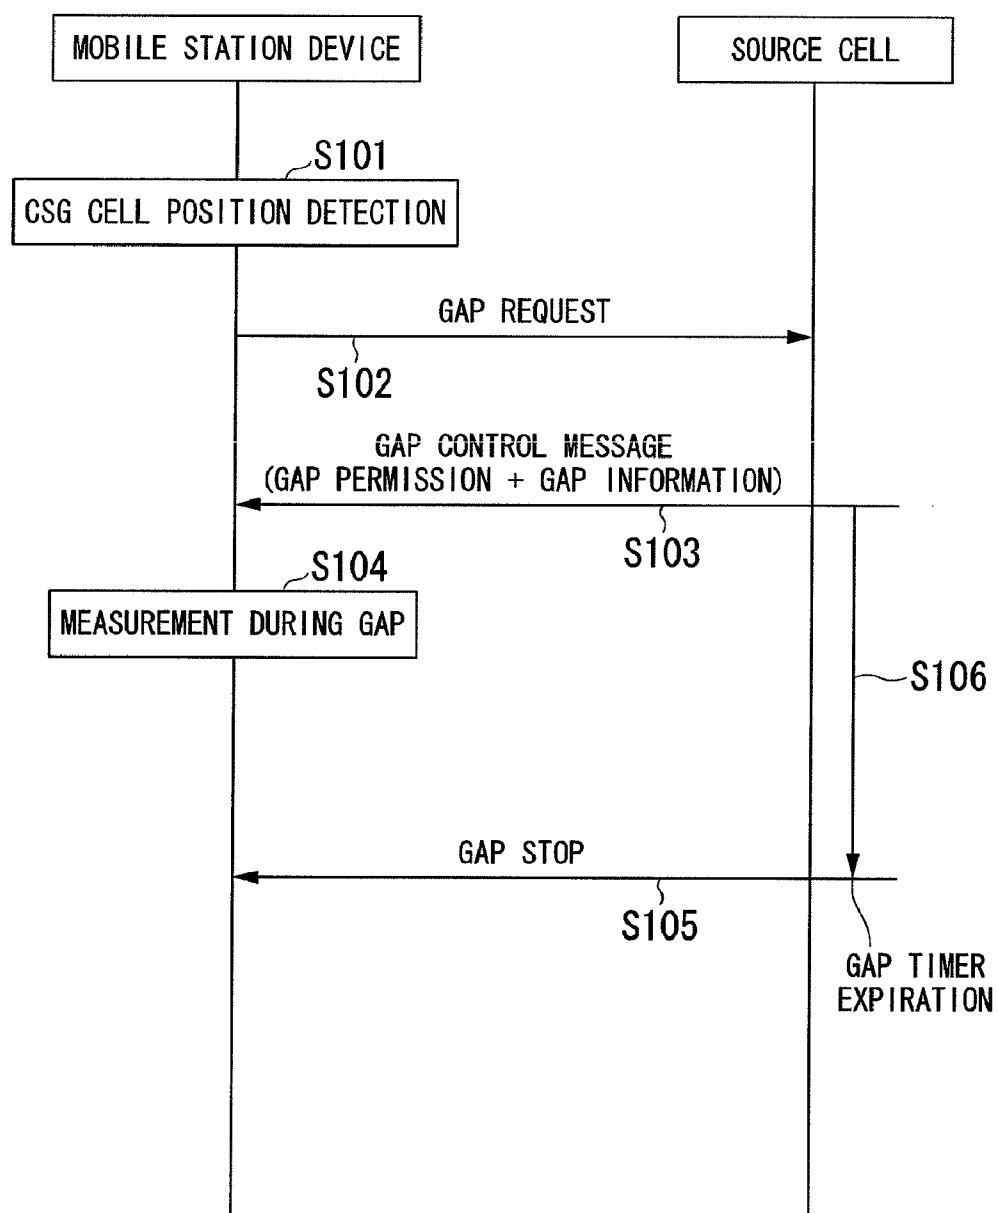 MOBILE STATION DEVICE
SOURCE CELL
S101
CSG CELL POSITION DETECTION
GAP REQUEST
S102
GAP CONTROL MESSAGE
(GAP PERMISSION + GAP INFORMATION)
S103
S104
MEASUREMENT DURING GAP
S106
GAP STOP
S105
GAP TIMER
EXPIRATION